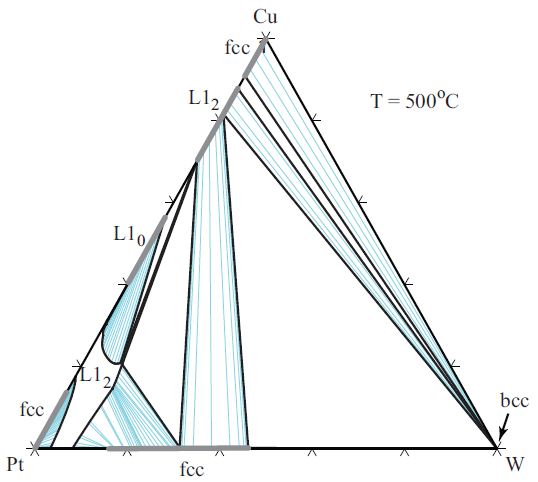 Cu
fcc
L1₂
T = 500°C
L1₀
L1₂
fcc
bcc
Pt
fcc
W